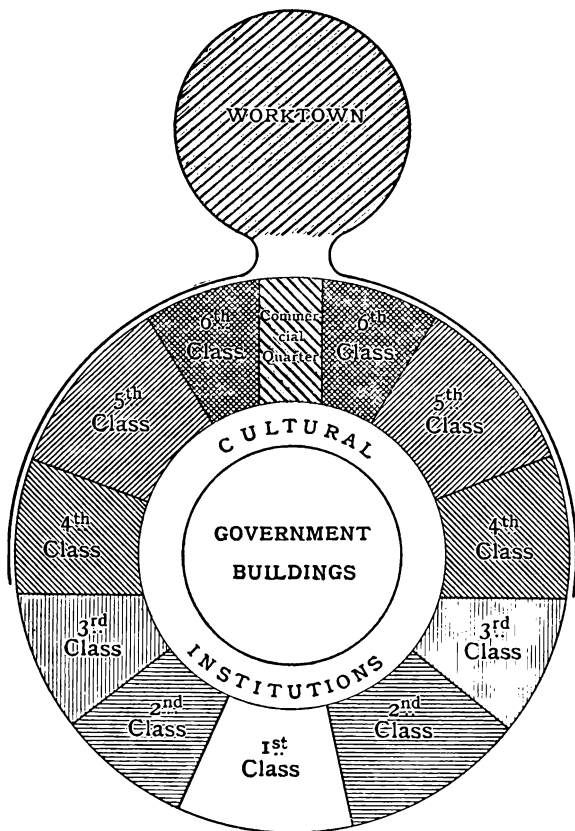 WORKTOWN
6th
Class
Commer-
cial
Quarter
6th
Class
5th
Class
5th
Class
CULTURAL
4th
Class
GOVERNMENT
BUILDINGS
4th
Class
3rd
Class
3rd
Class
INSTITUTIONS
2nd
Class
2nd
Class
1st
Class